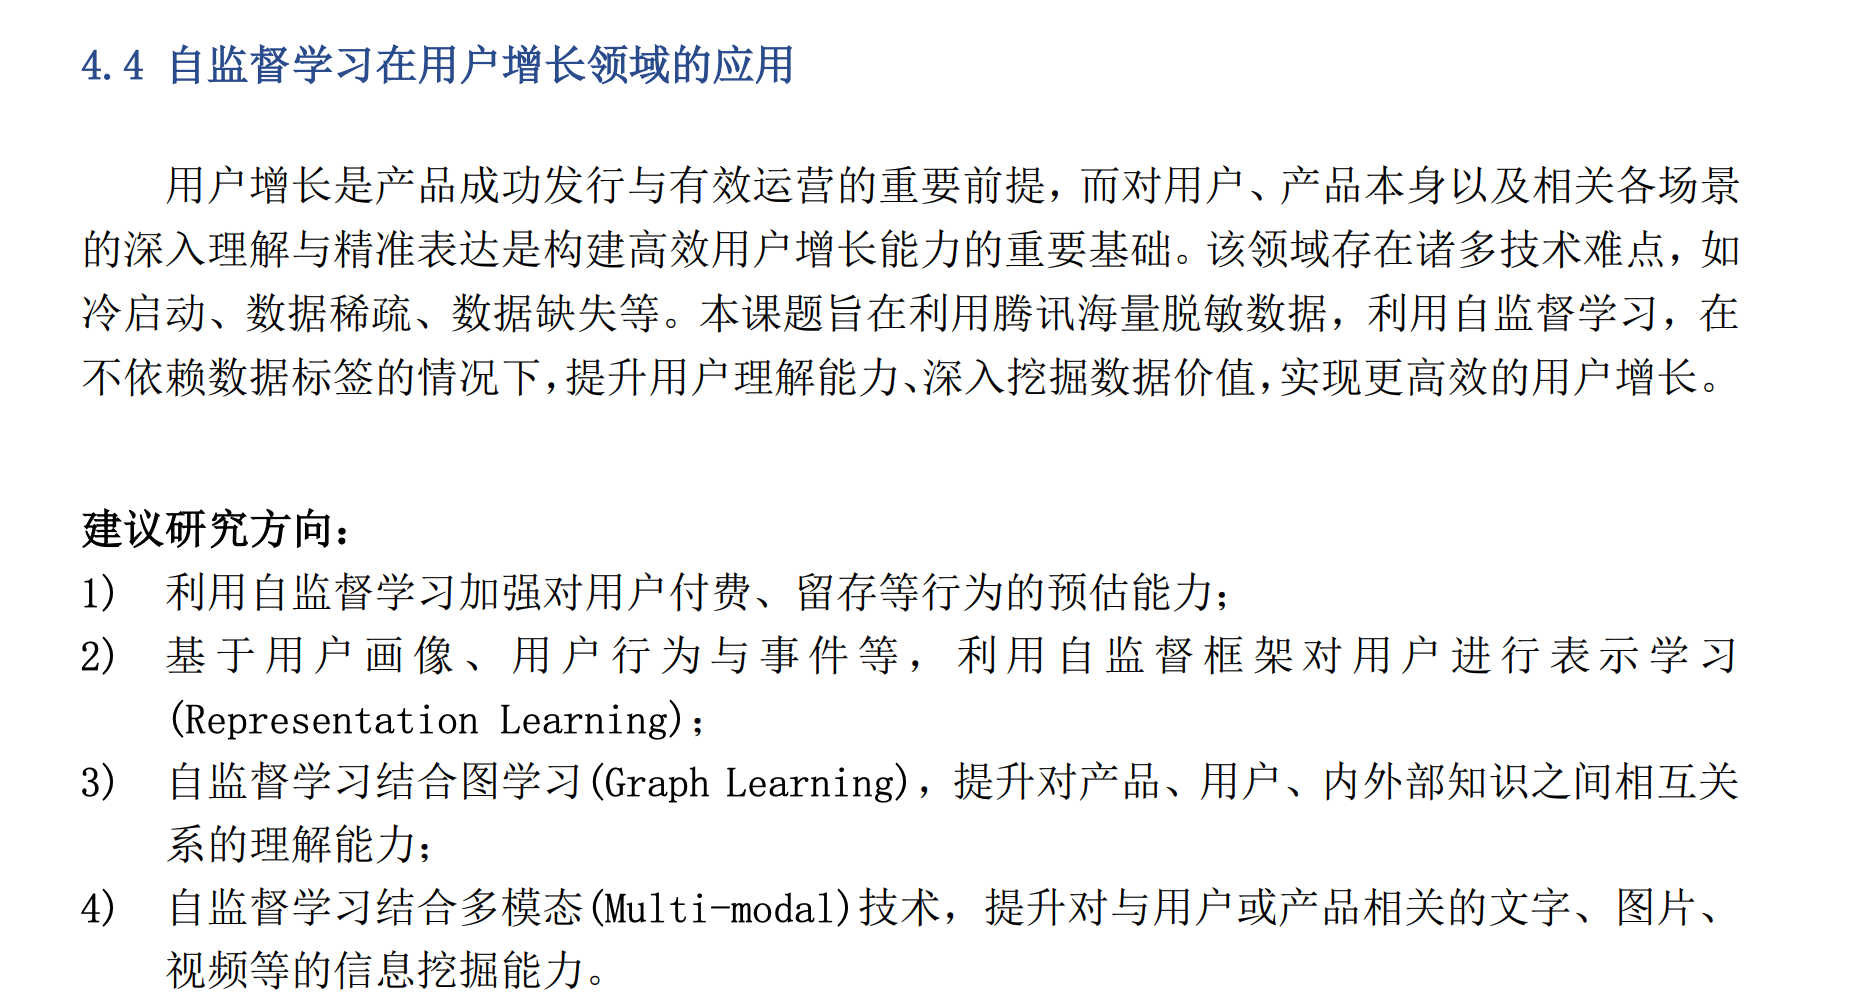 4.4 自监督学习在用户增长领域的应用
用户增长是产品成功发行与有效运营的重要前提，而对用户、产品本身以及相关各场景
的深入理解与精准表达是构建高效用户增长能力的重要基础。该领域存在诸多技术难点，如
冷启动、数据稀疏、数据缺失等。本课题旨在利用腾讯海量脱敏数据，利用自监督学习，在
不依赖数据标签的情况下，提升用户理解能力、深入挖掘数据价值，实现更高效的用户增长。
建议研究方向：
1) 利用自监督学习加强对用户付费、留存等行为的预估能力；
2) 基于用户画像、用户行为与事件等，利用自监督框架对用户进行表示学习
(Representation Learning)；
3) 自监督学习结合图学习(Graph Learning)，提升对产品、用户、内外部知识之间相互关
系的理解能力；
4) 自监督学习结合多模态(Multi-modal)技术，提升对与用户或产品相关的文字、图片、
视频等的信息挖掘能力。